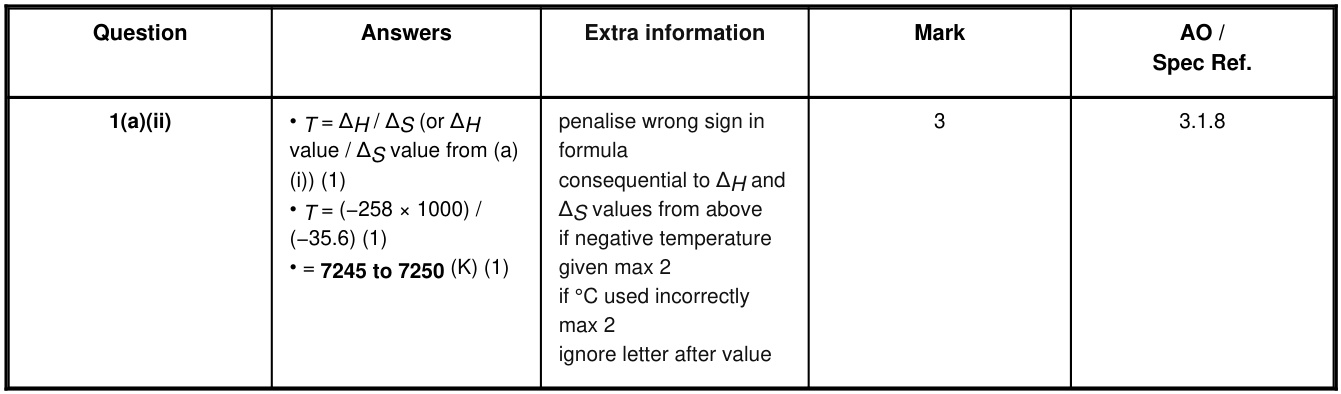 Question
Answers
Extra information
Mark
AO /
Spec Ref.
1(a)(ii)
• T = ΔH / ΔS (or ΔH
value / ΔS value from (a)
(i)) (1)
• T = (−258 × 1000) /
(−35.6) (1)
• = 7245 to 7250 (K) (1)
penalise wrong sign in
formula
consequential to ΔH and
ΔS values from above
if negative temperature
given max 2
if °C used incorrectly
max 2
ignore letter after value
3
3.1.8